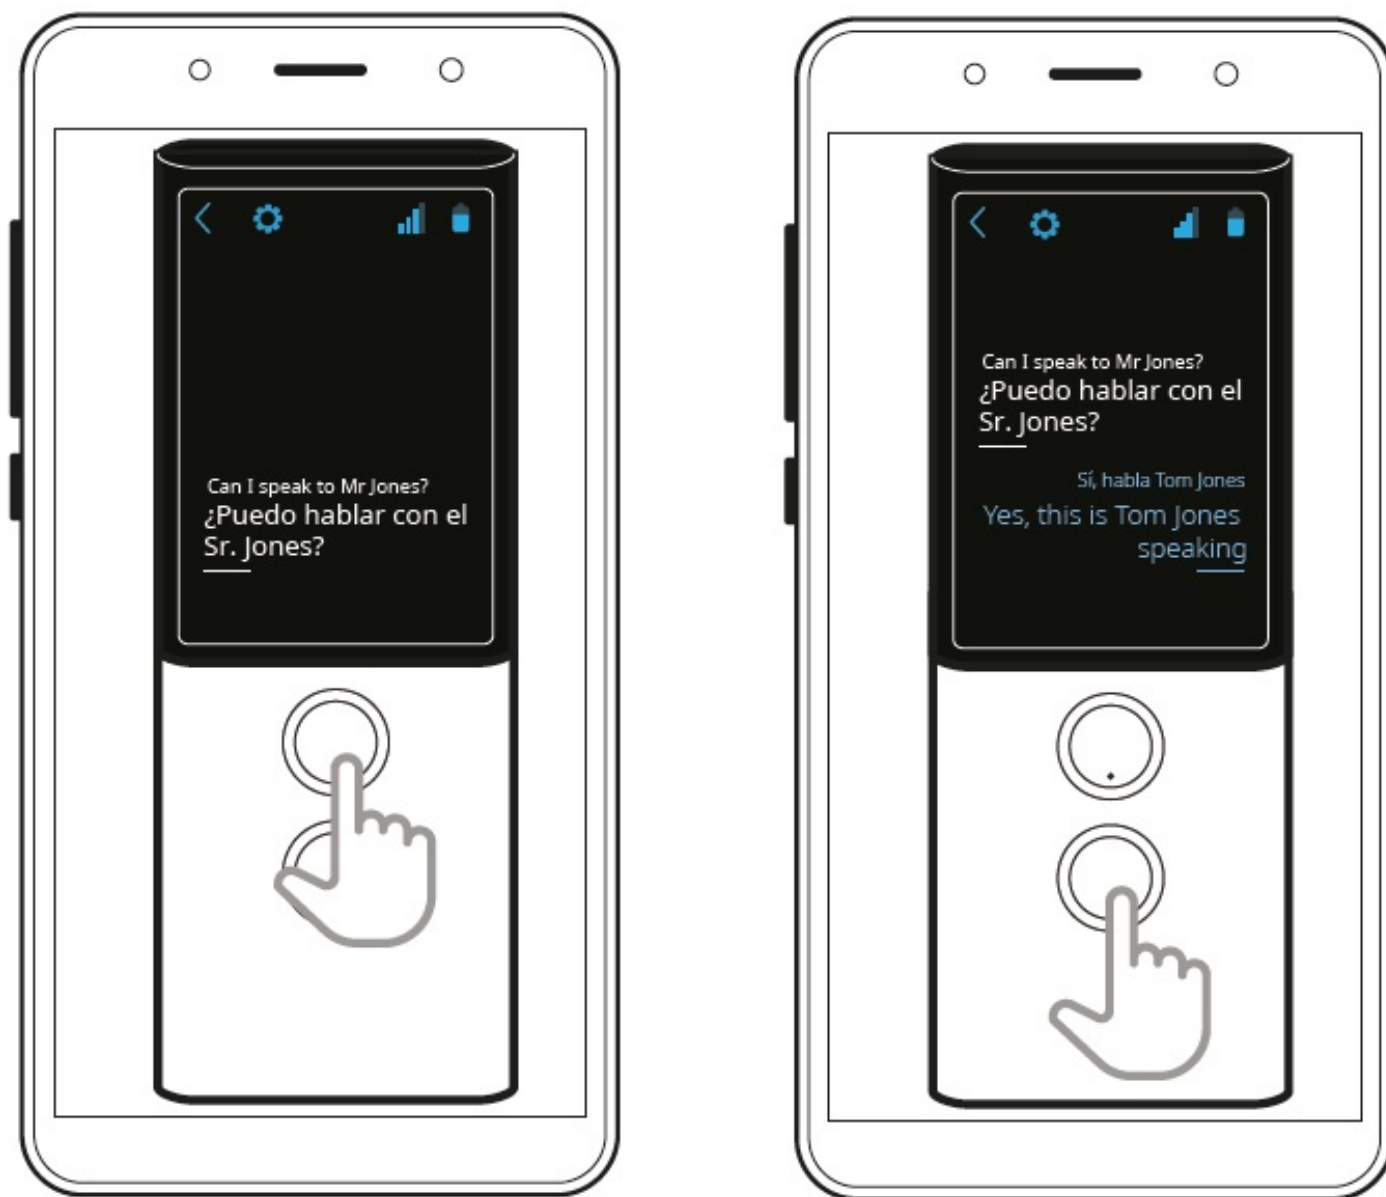 Can I speak to Mr Jones?
¿Puedo hablar con el
Sr. Jones?
Can I speak to Mr Jones?
¿Puedo hablar con el
Sr. Jones?
Sí, habla Tom Jones
Yes, this is Tom Jones
speaking